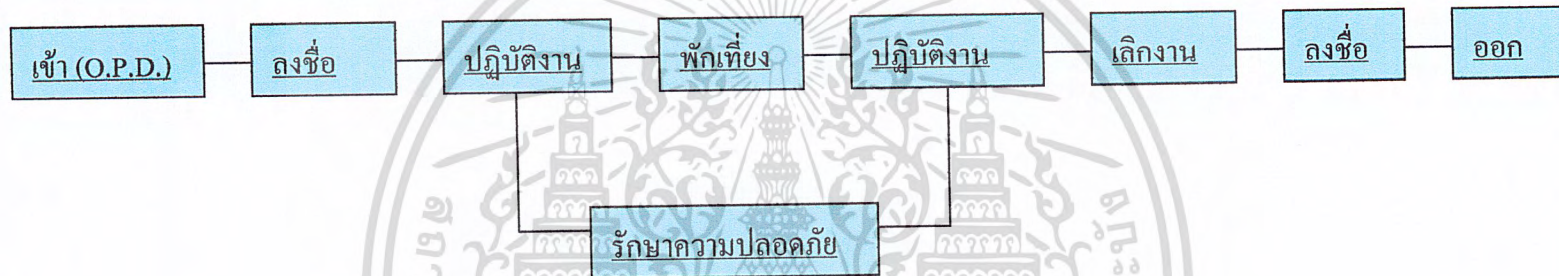 เข้า (O.P.D.)
ลงชื่อ
ปฏิบัติงาน
พักเที่ยง
ปฏิบัติงาน
เลิกงาน
ลงชื่อ
ออก
รักษาความปลอดภัย